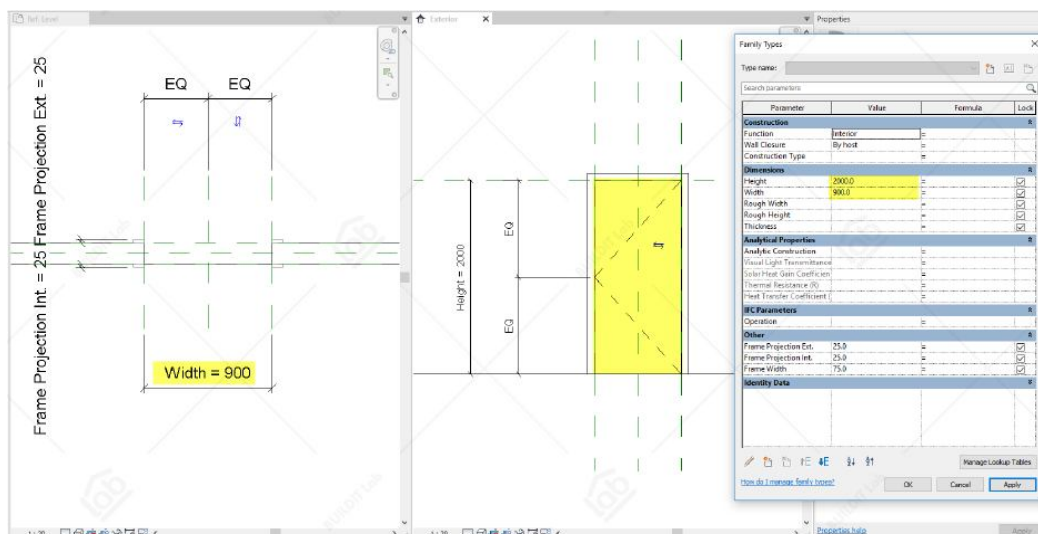 Ref. Level
Exterior
Properties
Frame Projection Int. = 25 Frame Projection Ext. = 25
EQ EQ
Width = 900
Height = 2000
EQ
EQ
Family Types
Type name:
Search parameters
Parameter Value Formula Lock
Construction
Function Interior =
Wall Closure By host =
Construction Type =
Dimensions
Height 2000.0 =
Width 900.0 =
Rough Width =
Rough Height =
Thickness =
Analytical Properties
Analytic Construction =
Visual Light Transmittance =
Solar Heat Gain Coefficien =
Thermal Resistance (R) =
Heat Transfer Coefficient ( =
IFC Parameters
Operation =
Other
Frame Projection Ext. 25.0 =
Frame Projection Int. 25.0 =
Frame Width 75.0 =
Identity Data
Manage Lookup Tables
How do I manage family types?
OK Cancel Apply
Properties help
Apply